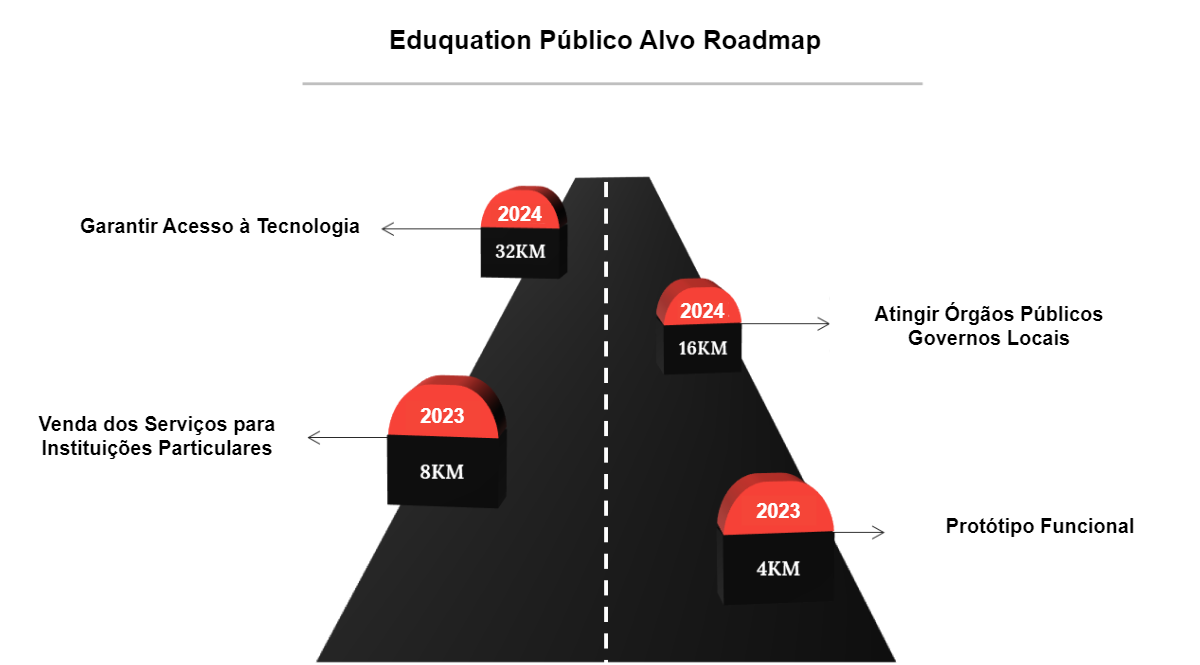 Eduquation Público Alvo Roadmap
2024
32KM
Garantir Acesso à Tecnologia
2024
16KM
Atingir Órgãos Públicos
Governos Locais
2023
8KM
Venda dos Serviços para
Instituições Particulares
2023
4KM
Protótipo Funcional